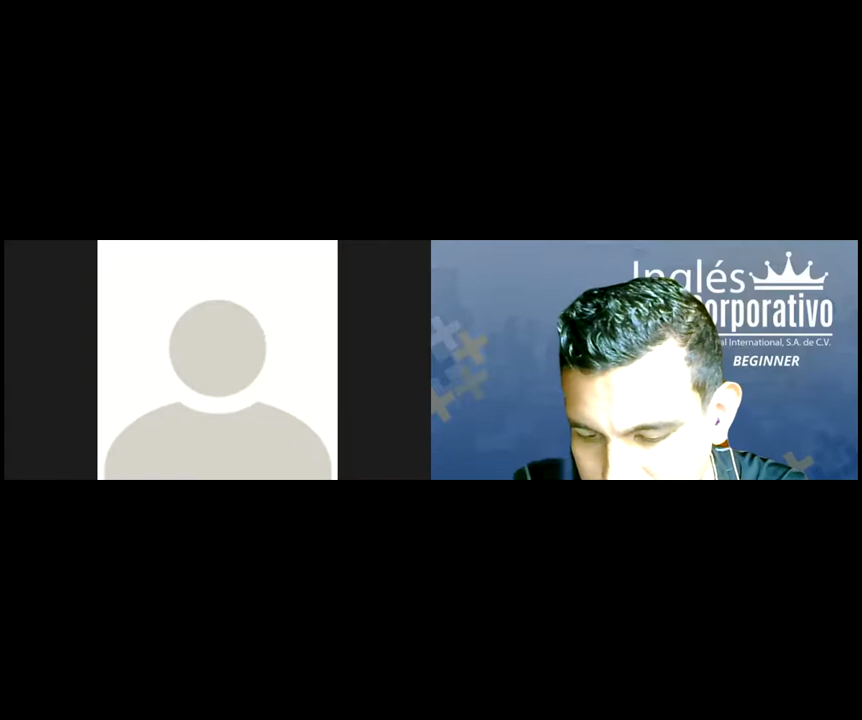 Inglés
orporativo
al International, S.A. de C.V.
BEGINNER